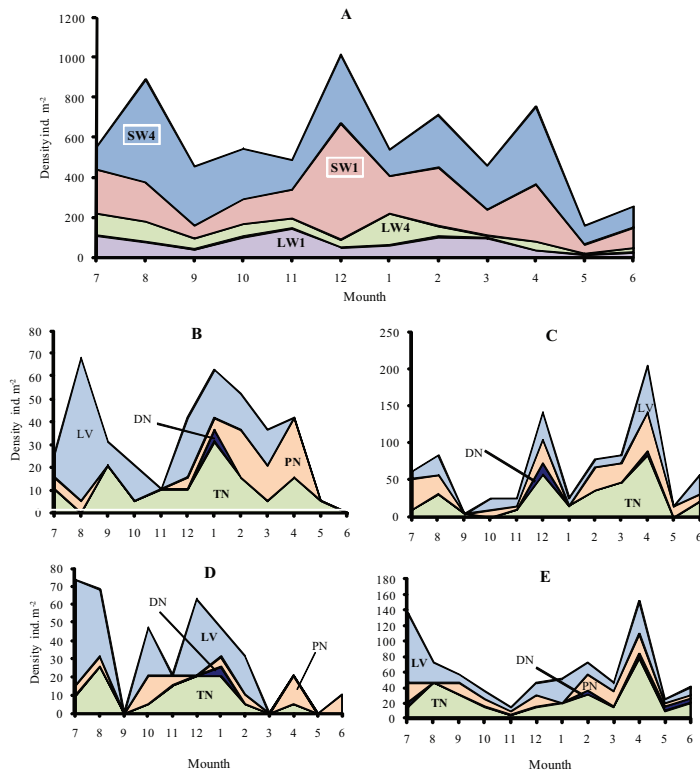 A
1200
1000
800
600
400
200
0
Density ind. m-2
SW4
SW1
LW4
LW1
7 8 9 10 11 12 1 2 3 4 5 6
Mounth
B
80
70
60
50
40
30
20
10
0
Density ind. m-2
LV
DN
PN
TN
7 8 9 10 11 12 1 2 3 4 5 6
C
250
200
150
100
50
0
LV
DN
TN
7 8 9 10 11 12 1 2 3 4 5 6
D
80
70
60
50
40
30
20
10
0
Density ind. m-2
DN
LV
PN
TN
7 8 9 10 11 12 1 2 3 4 5 6
Mounth
E
180
160
140
120
100
80
60
40
20
0
LV
DN
PN
TN
7 8 9 10 11 12 1 2 3 4 5 6
Mounth